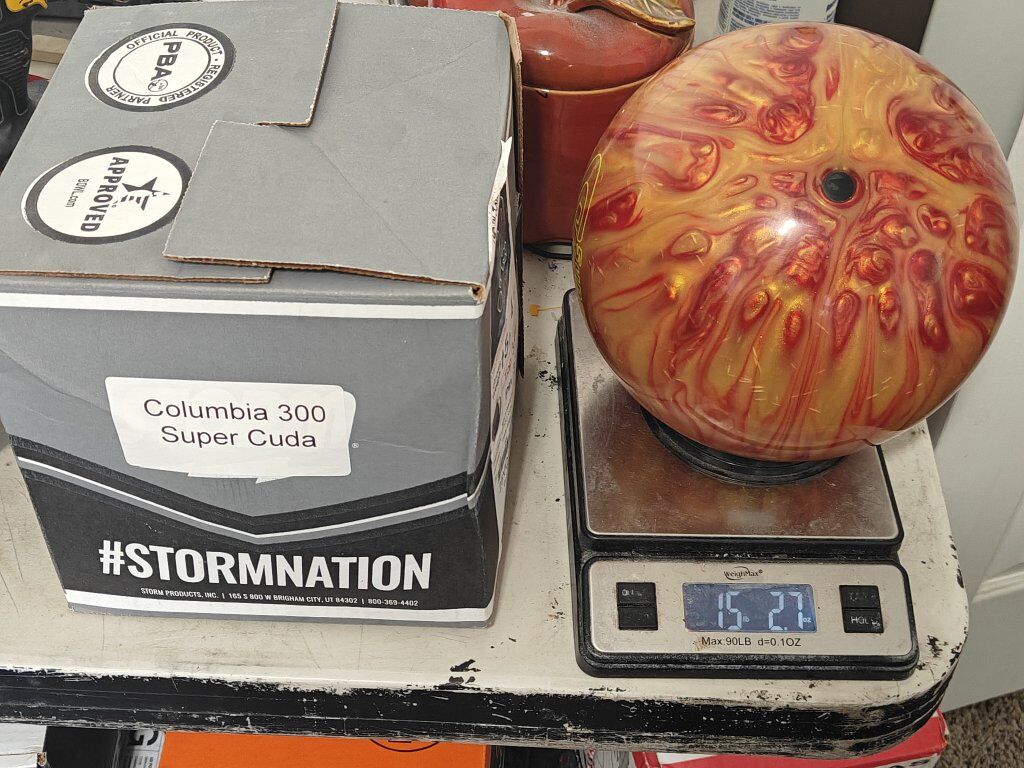 OFFICIAL PRODUCT · REGISTERED PARTNER
PBA
APPROVED
BOWL.com
Columbia 300
Super Cuda
#STORMNATION
STORM PRODUCTS, INC. | 165 S 800 W BRIGHAM CITY, UT 84302 | 800-369-4402
WeighMax
15 lb 2.7 oz
Max:90LB d=0.1OZ